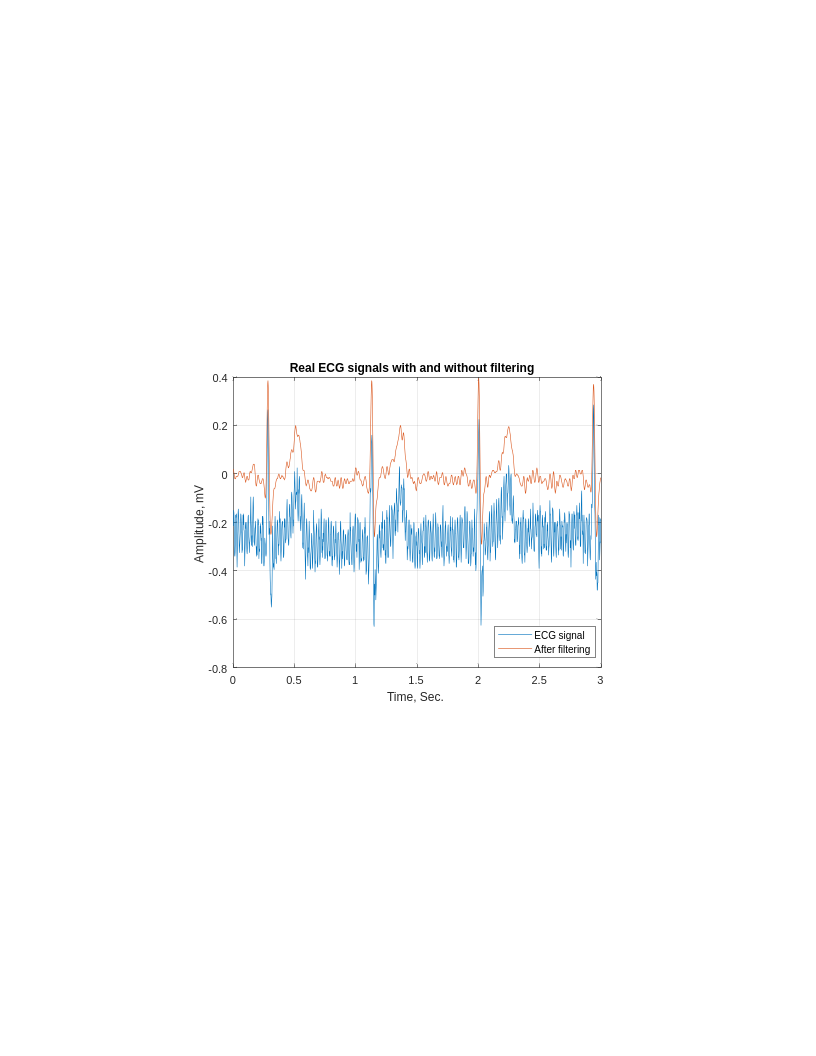 Real ECG signals with and without filtering
0.4
0.2
0
-0.2
-0.4
-0.6
-0.8
Amplitude, mV
ECG signal
After filtering
0 0.5 1 1.5 2 2.5 3
Time, Sec.